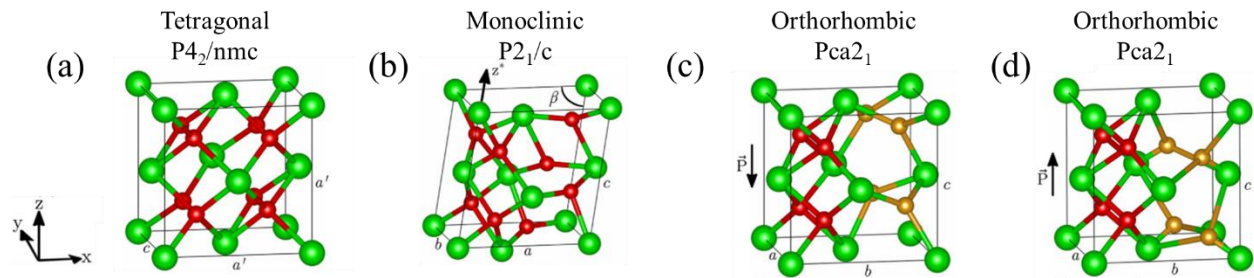 Tetragonal
P4₂/nmc
Monoclinic
P2₁/c
Orthorhombic
Pca2₁
Orthorhombic
Pca2₁
(a)
(b)
(c)
(d)
z*
β
a'
c
a'
c
b
a
P⃗
c
a
b
P⃗
c
a
b
z
y
x